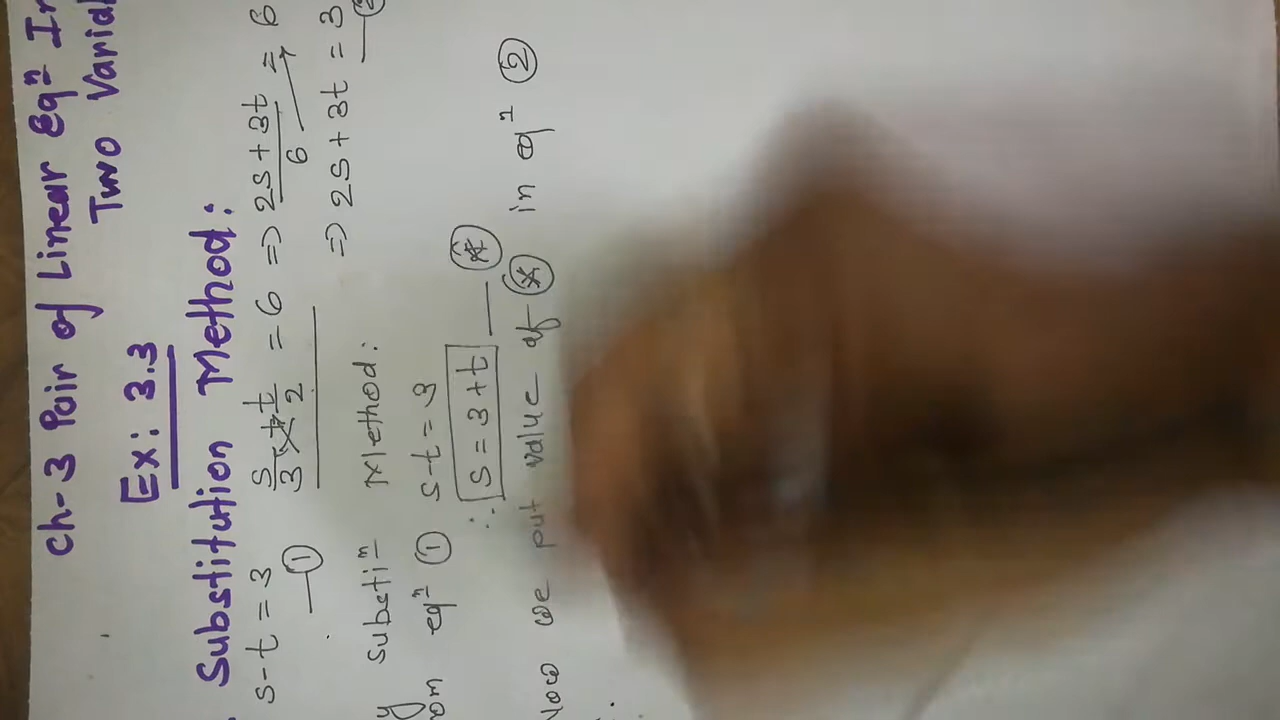 Ch-3 Pair of Linear Eqⁿ In
Two Variab
Ex: 3.3
Substitution Method:
s-t = 3 s/3 + t/2 = 6 => 2s+3t/6 = 6
—① => 2s+3t = 3
substiⁿ Method:
om eqⁿ ① s-t = 3
∴ s = 3+t —(*)
Now we put value of (*) in eqⁿ ②